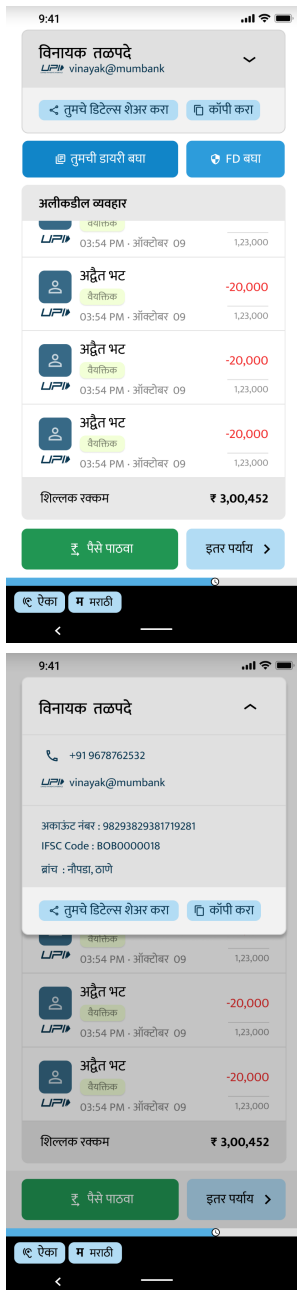 9:41
विनायक तळपदे
UPI vinayak@mumbank
तुमचे डिटेल्स शेअर करा कॉपी करा
तुमची डायरी बघा FD बघा
अलीकडील व्यवहार
वैयक्तिक
UPI 03:54 PM · ऑक्टोबर 09 1,23,000
अद्वैत भट
वैयक्तिक -20,000
UPI 03:54 PM · ऑक्टोबर 09 1,23,000
अद्वैत भट
वैयक्तिक -20,000
UPI 03:54 PM · ऑक्टोबर 09 1,23,000
अद्वैत भट
वैयक्तिक -20,000
UPI 03:54 PM · ऑक्टोबर 09 1,23,000
शिल्लक रक्कम ₹ 3,00,452
₹ पैसे पाठवा इतर पर्याय
ऐका म मराठी
9:41
विनायक तळपदे
+91 9678762532
UPI vinayak@mumbank
अकाऊंट नंबर : 98293829381719281
IFSC Code : BOB0000018
ब्रांच : नौपडा, ठाणे
तुमचे डिटेल्स शेअर करा कॉपी करा
वैयक्तिक
UPI 03:54 PM · ऑक्टोबर 09 1,23,000
अद्वैत भट
वैयक्तिक -20,000
UPI 03:54 PM · ऑक्टोबर 09 1,23,000
अद्वैत भट
वैयक्तिक -20,000
UPI 03:54 PM · ऑक्टोबर 09 1,23,000
शिल्लक रक्कम ₹ 3,00,452
₹ पैसे पाठवा इतर पर्याय
ऐका म मराठी